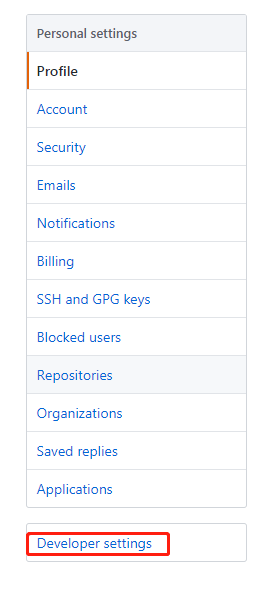 Personal settings
Profile
Account
Security
Emails
Notifications
Billing
SSH and GPG keys
Blocked users
Repositories
Organizations
Saved replies
Applications
Developer settings